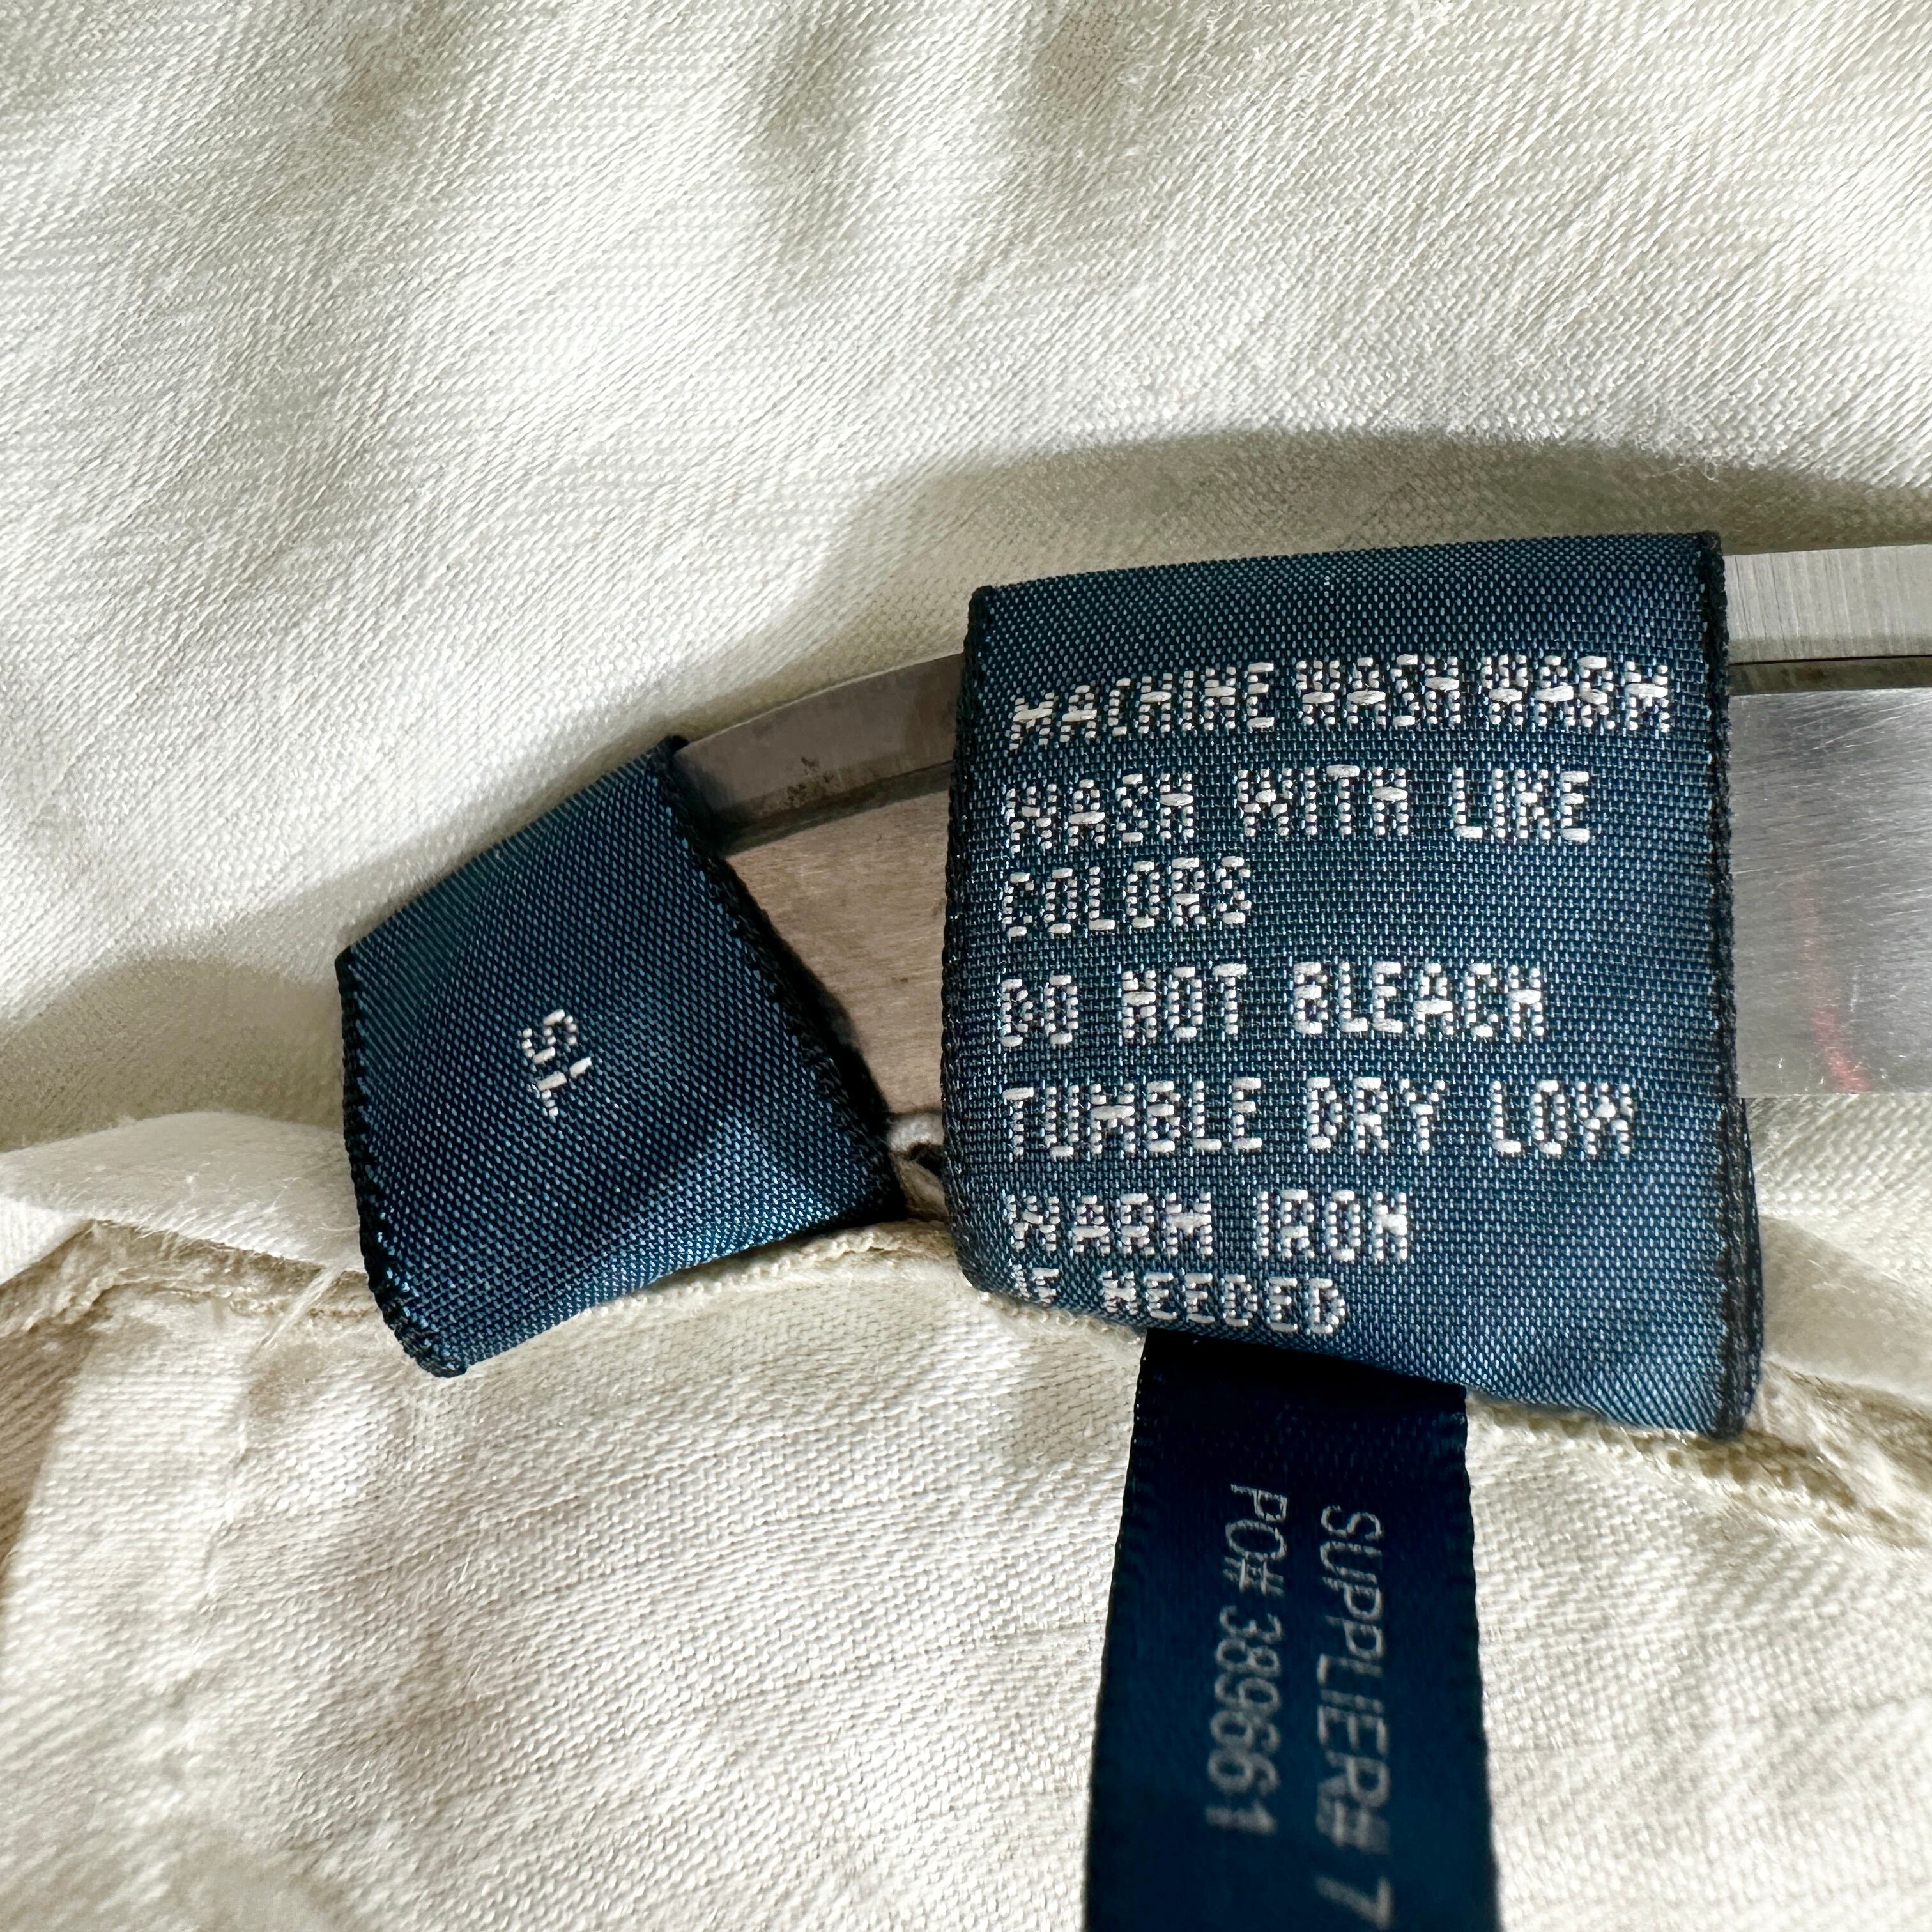 MACHINE WASH WARM
WASH WITH LIKE
COLORS
DO NOT BLEACH
TUMBLE DRY LOW
WARM IRON
IF NEEDED
SUPPLIER# 7
PO# 389661